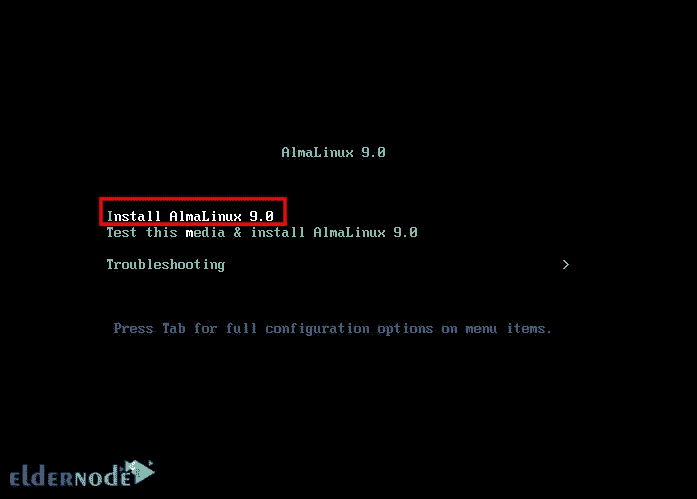 AlmaLinux 9.0
Install AlmaLinux 9.0
Test this media & install AlmaLinux 9.0
Troubleshooting >
Press Tab for full configuration options on menu items.
eLDeRNODe